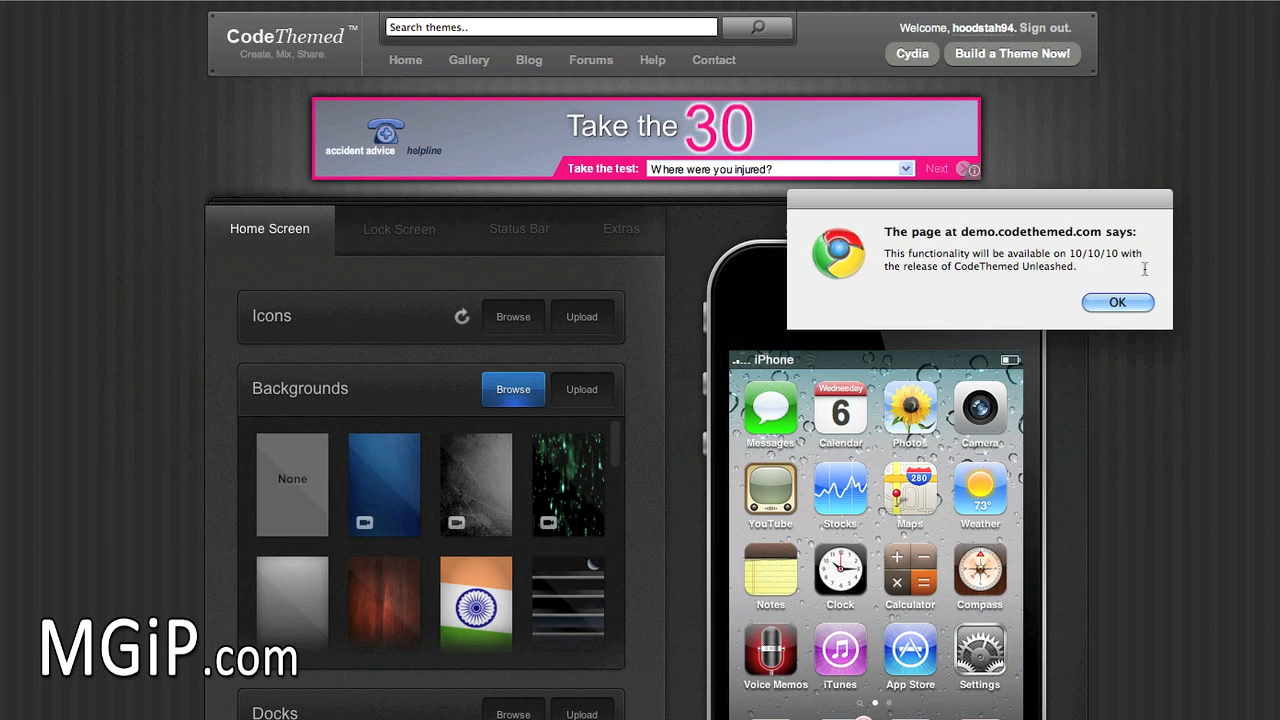 CodeThemed™
Create, Mix, Share.
Search themes..
Welcome, hoodstah94. Sign out.
Home Gallery Blog Forums Help Contact
Cydia Build a Theme Now!
accident advice helpline
Take the 30
Take the test: Where were you injured? Next
Home Screen Lock Screen Status Bar Extras
The page at demo.codethemed.com says:
This functionality will be available on 10/10/10 with
the release of CodeThemed Unleashed.
OK
Icons Browse Upload
Backgrounds Browse Upload
None
Docks Browse Upload
iPhone
Wednesday
6
Messages Calendar Photos Camera
280
73°
YouTube Stocks Maps Weather
Notes Clock Calculator Compass
Voice Memos iTunes App Store Settings
MGiP.com